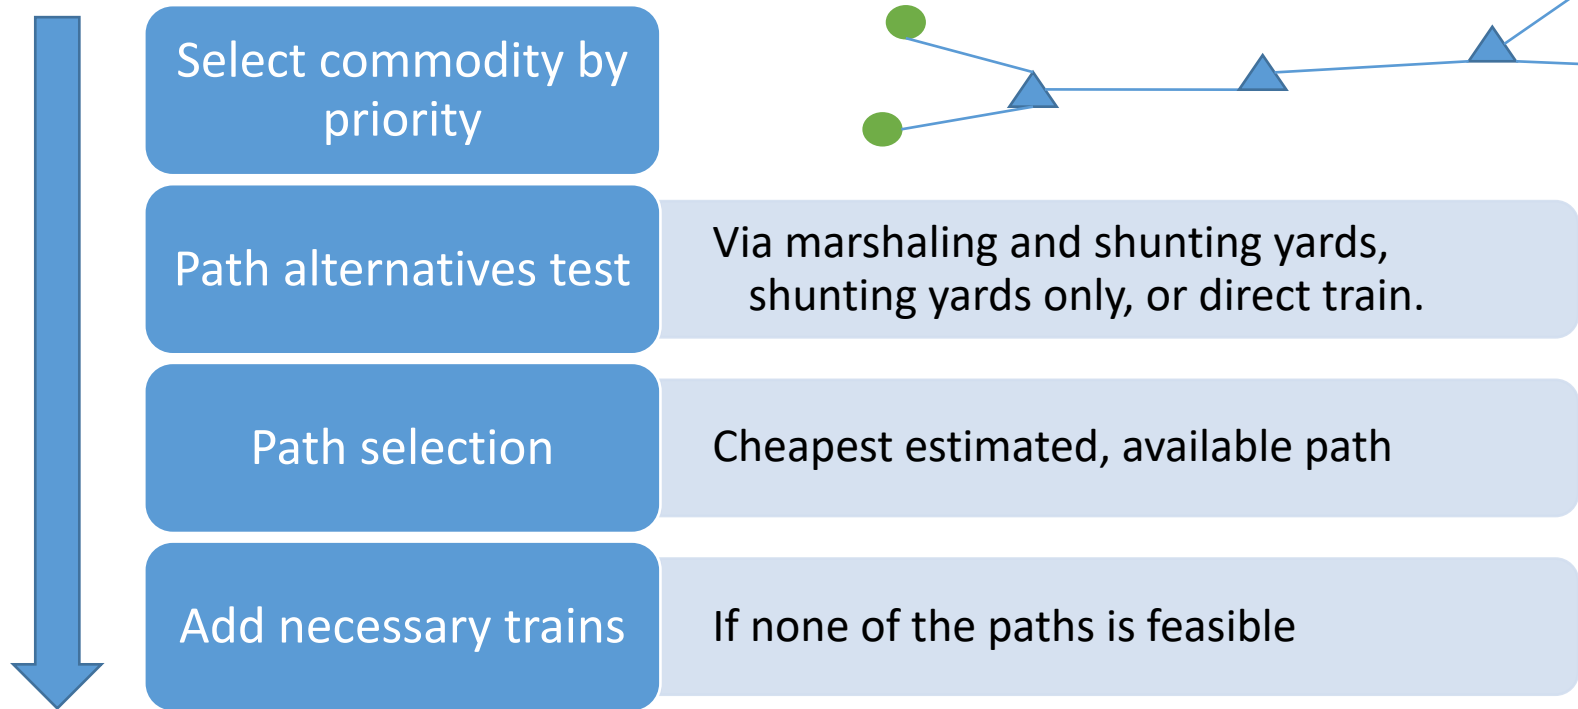 Select commodity by
priority
Path alternatives test
Via marshaling and shunting yards,
shunting yards only, or direct train.
Path selection
Cheapest estimated, available path
Add necessary trains
If none of the paths is feasible